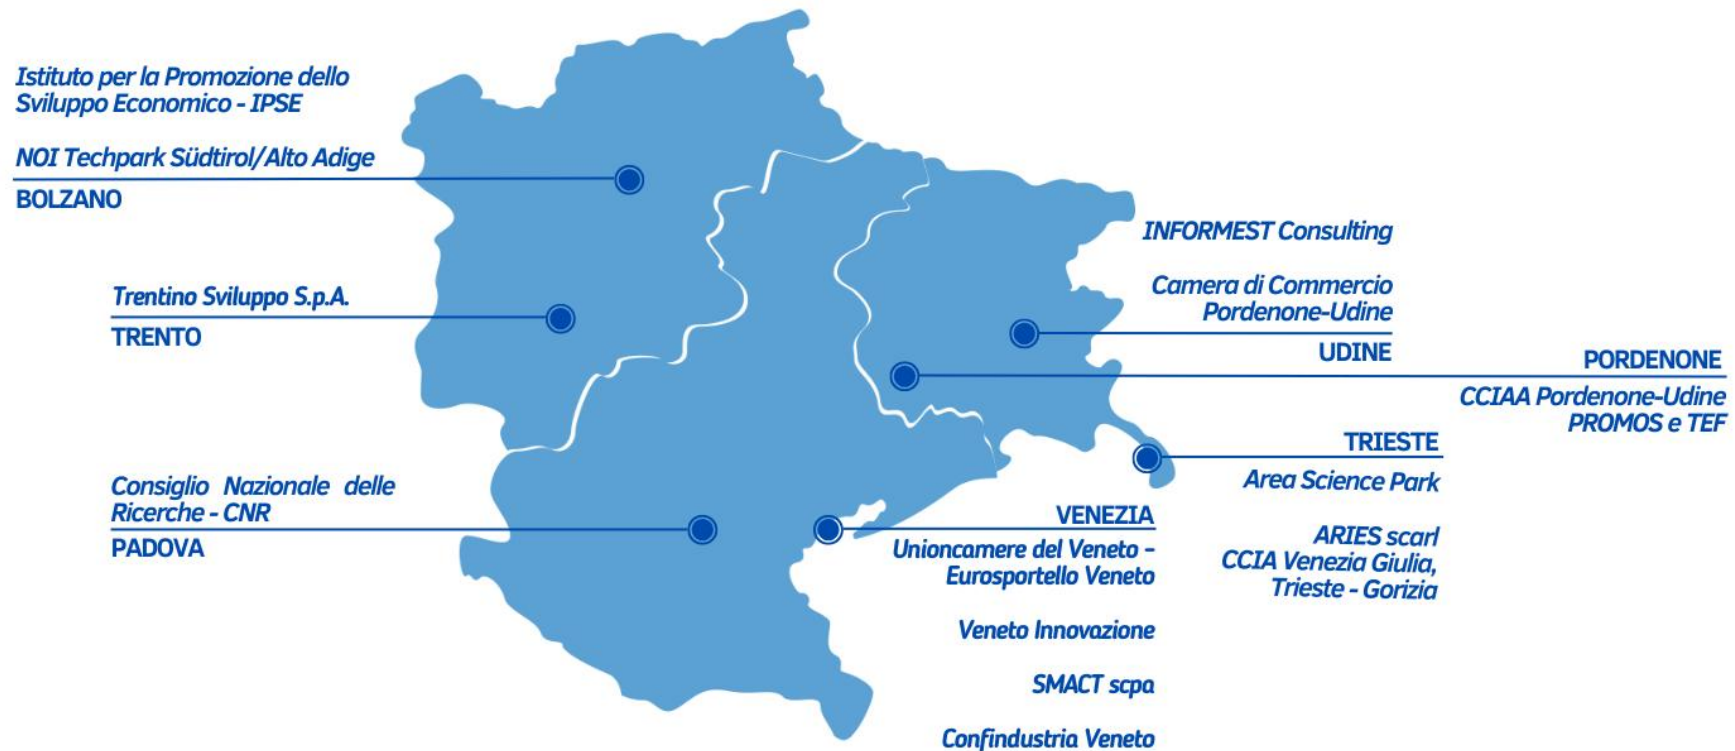 Istituto per la Promozione dello
Sviluppo Economico - IPSE
NOI Techpark Südtirol/Alto Adige
BOLZANO
Trentino Sviluppo S.p.A.
TRENTO
Consiglio Nazionale delle
Ricerche - CNR
PADOVA
INFORMEST Consulting
Camera di Commercio
Pordenone-Udine
UDINE
PORDENONE
CCIAA Pordenone-Udine
PROMOS e TEF
TRIESTE
Area Science Park
ARIES scarl
CCIA Venezia Giulia,
Trieste - Gorizia
VENEZIA
Unioncamere del Veneto -
Eurosportello Veneto
Veneto Innovazione
SMACT scpa
Confindustria Veneto